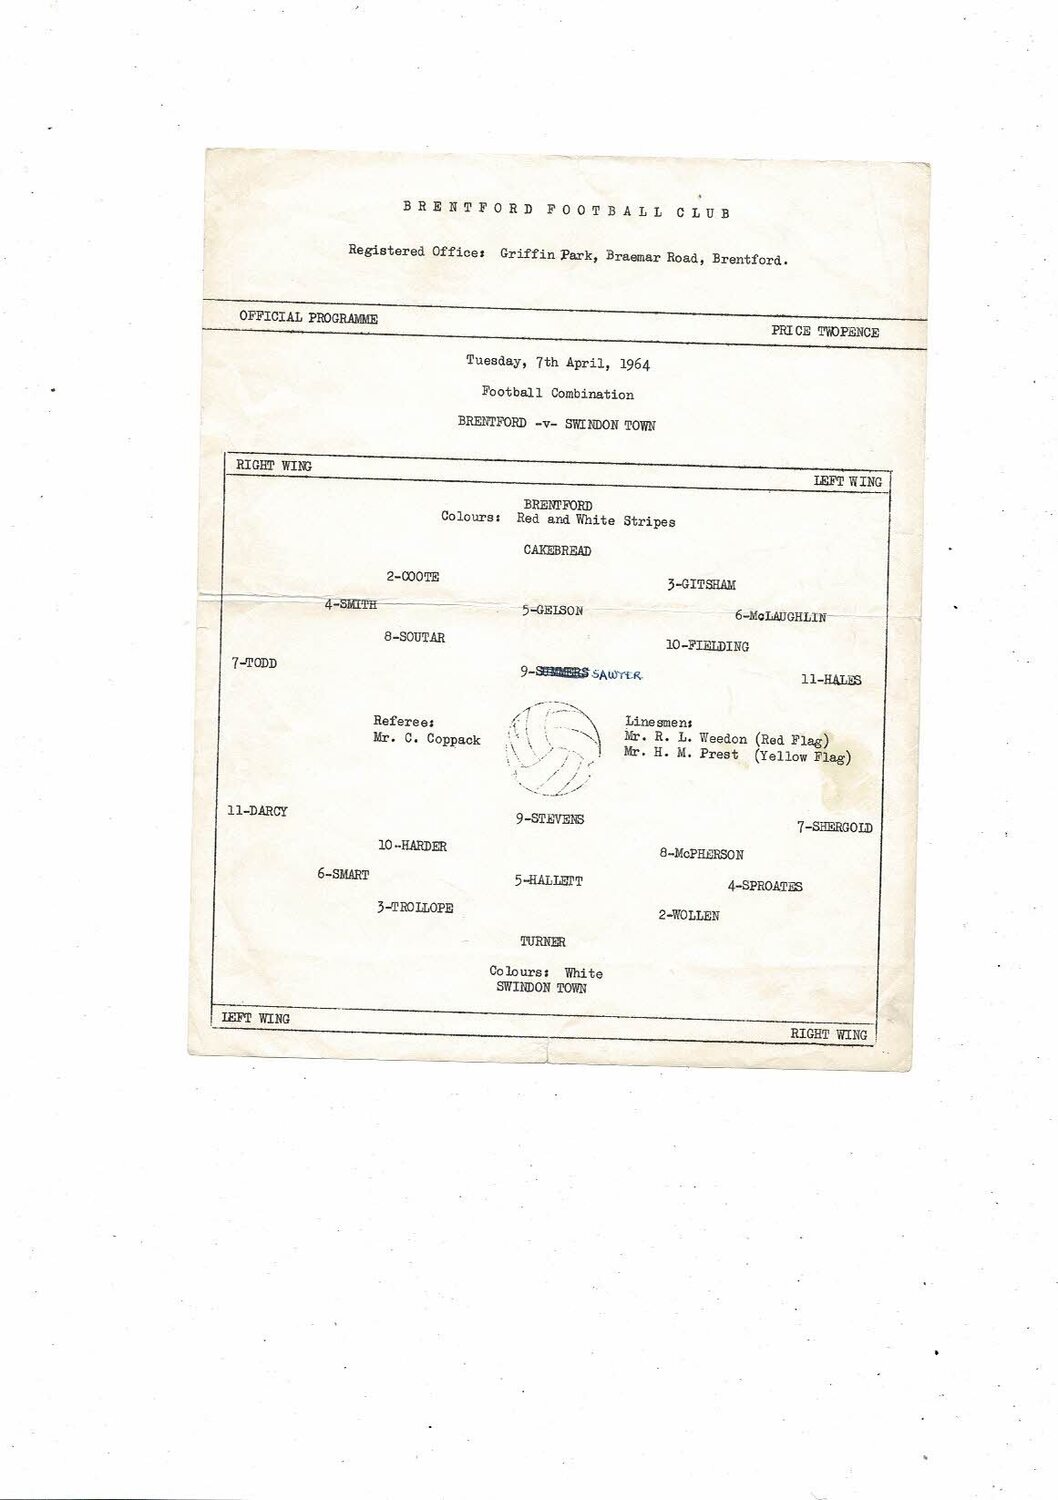 BRENTFORD FOOTBALL CLUB
Registered Office: Griffin Park, Braemar Road, Brentford.
OFFICIAL PROGRAMME PRICE TWOPENCE
Tuesday, 7th April, 1964
Football Combination
BRENTFORD -v- SWINDON TOWN
RIGHT WING LEFT WING
BRENTFORD
Colours: Red and White Stripes
CAKEBREAD
2-COOTE 3-GITSHAM
4-SMITH 5-GELSON 6-McLAUGHLIN
8-SOUTAR 10-FIELDING
7-TODD 9-SUMMERS SAWYER 11-HALES
Referee: Linesmen:
Mr. C. Coppack Mr. R. L. Weedon (Red Flag)
Mr. H. M. Prest (Yellow Flag)
11-DARCY 9-STEVENS 7-SHERGOLD
10-HARDER 8-McPHERSON
6-SMART 5-HALLETT 4-SPROATES
3-TROLLOPE 2-WOLLEN
TURNER
Colours: White
SWINDON TOWN
LEFT WING RIGHT WING